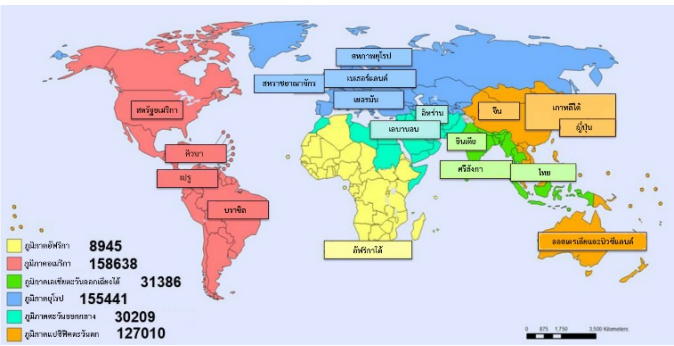 สหภาพยุโรป
สหราชอาณาจักร
เนเธอร์แลนด์
เยอรมัน
สหรัฐอเมริกา
อิหร่าน
จีน
เกาหลีใต้
ญี่ปุ่น
เลบานอน
อินเดีย
คิวบา
ศรีลังกา
ไทย
เปรู
บราซิล
ออสเตรเลียและนิวซีแลนด์
อัฟริกาใต้
ภูมิภาคอัฟริกา 8945
ภูมิภาคอเมริกา 158638
ภูมิภาคเอเชียตะวันออกเฉียงใต้ 31386
ภูมิภาคยุโรป 155441
ภูมิภาคตะวันออกกลาง 30209
ภูมิภาคแปซิฟิคตะวันตก 127010
0 875 1,750 3,500 Kilometers